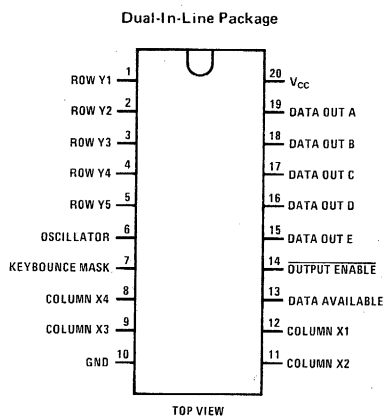 Dual-In-Line Package
ROW Y1 1
20 VCC
ROW Y2 2
19 DATA OUT A
ROW Y3 3
18 DATA OUT B
ROW Y4 4
17 DATA OUT C
ROW Y5 5
16 DATA OUT D
OSCILLATOR 6
15 DATA OUT E
KEYBOUNCE MASK 7
14 OUTPUT ENABLE
COLUMN X4 8
13 DATA AVAILABLE
COLUMN X3 9
12 COLUMN X1
GND 10
11 COLUMN X2
TOP VIEW